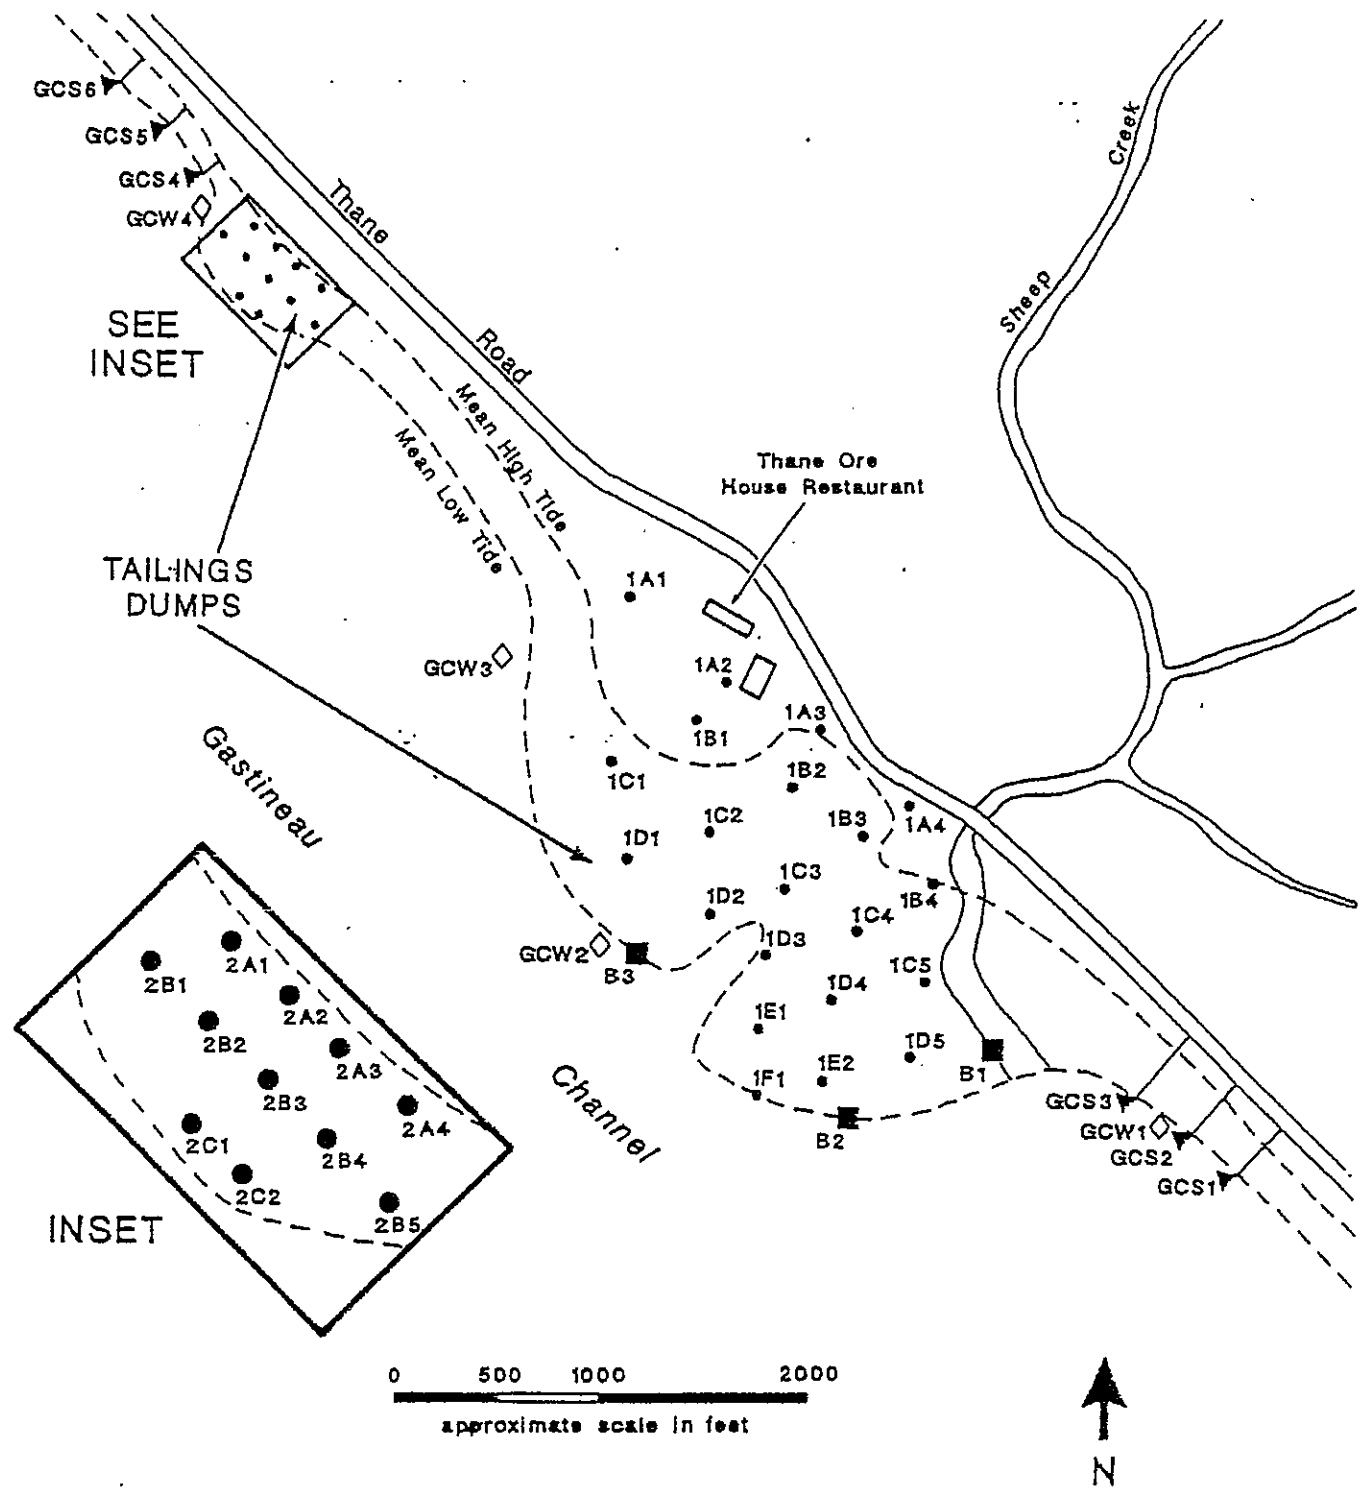 GCS6
GCS5
GCS4
GCW4
Thane
Road
Creek
Sheep
SEE
INSET
Mean High Tide
Mean Low Tide
Thane Ore
House Restaurant
TAILINGS
DUMPS
1A1
GCW3
1A2
1A3
1B1
1C1
1B2
1C2
1B3
1A4
1D1
1C3
1B4
1D2
1C4
1D3
GCW2
B3
1C5
1D4
1E1
1D5
B1
1E2
1F1
B2
GCS3
GCW1
GCS2
GCS1
Gastineau
Channel
2A1
2B1
2A2
2B2
2A3
2B3
2A4
2C1
2B4
2C2
2B5
INSET
0 500 1000 2000
approximate scale in feet
N